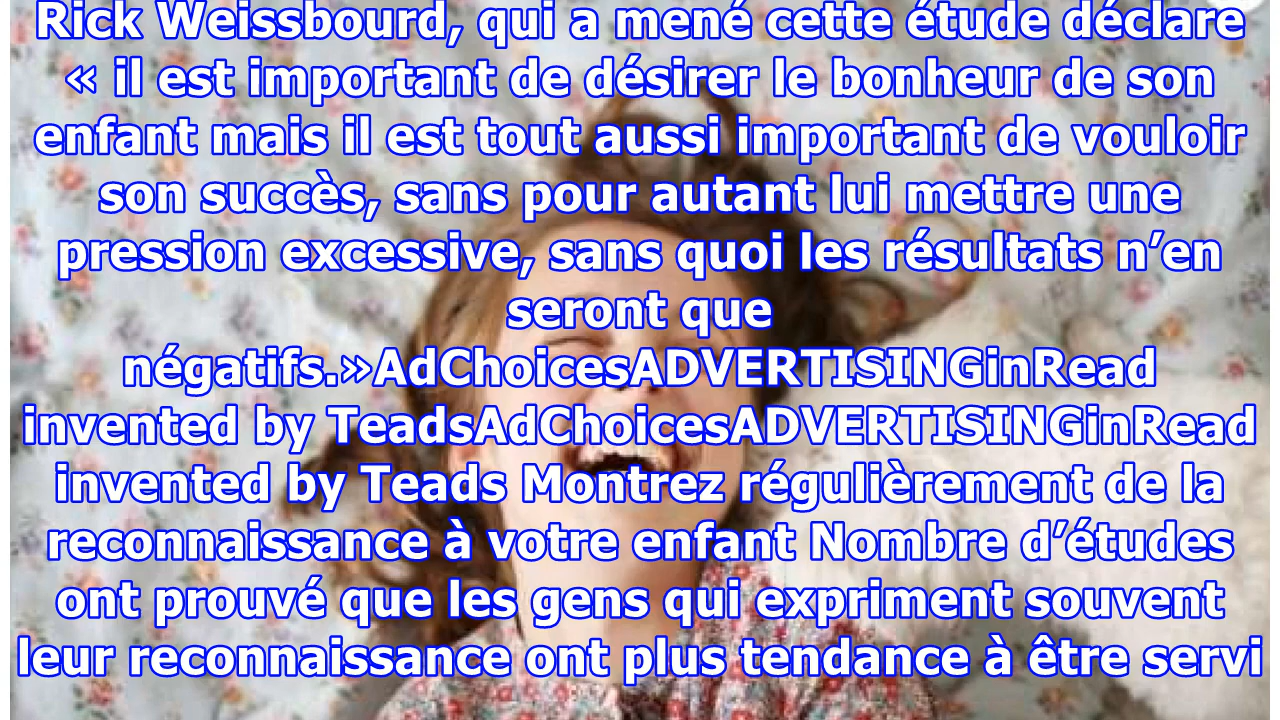 Rick Weissbourd, qui a mené cette étude déclare
« il est important de désirer le bonheur de son
enfant mais il est tout aussi important de vouloir
son succès, sans pour autant lui mettre une
pression excessive, sans quoi les résultats n’en
seront que
négatifs.»AdChoicesADVERTISINGinRead
invented by TeadsAdChoicesADVERTISINGinRead
invented by Teads Montrez régulièrement de la
reconnaissance à votre enfant Nombre d’études
ont prouvé que les gens qui expriment souvent
leur reconnaissance ont plus tendance à être servi